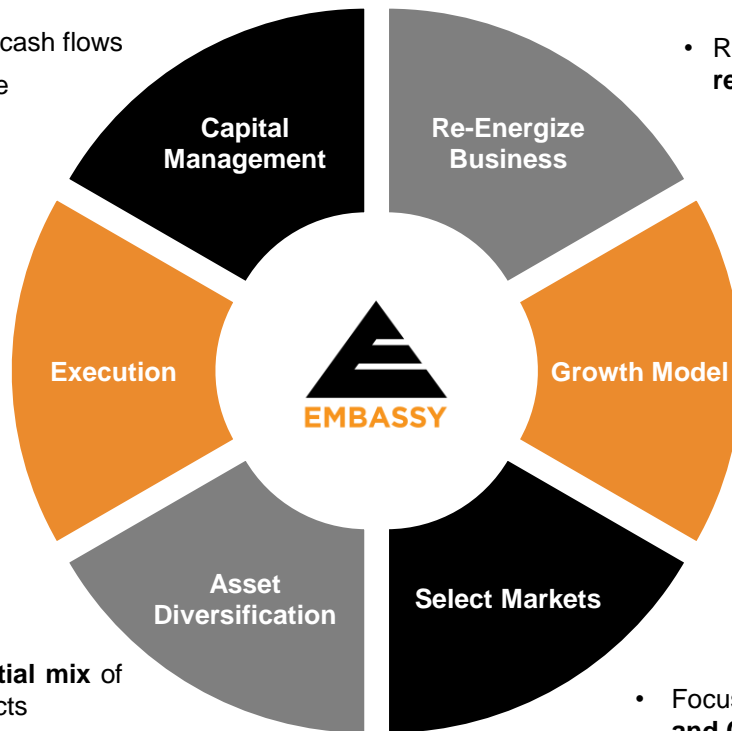 cash flows
• R
re
Capital
Management
Re-Energize
Business
Execution
EMBASSY
Growth Model
Asset
Diversification
Select Markets
tial mix of
cts
• Focus
and